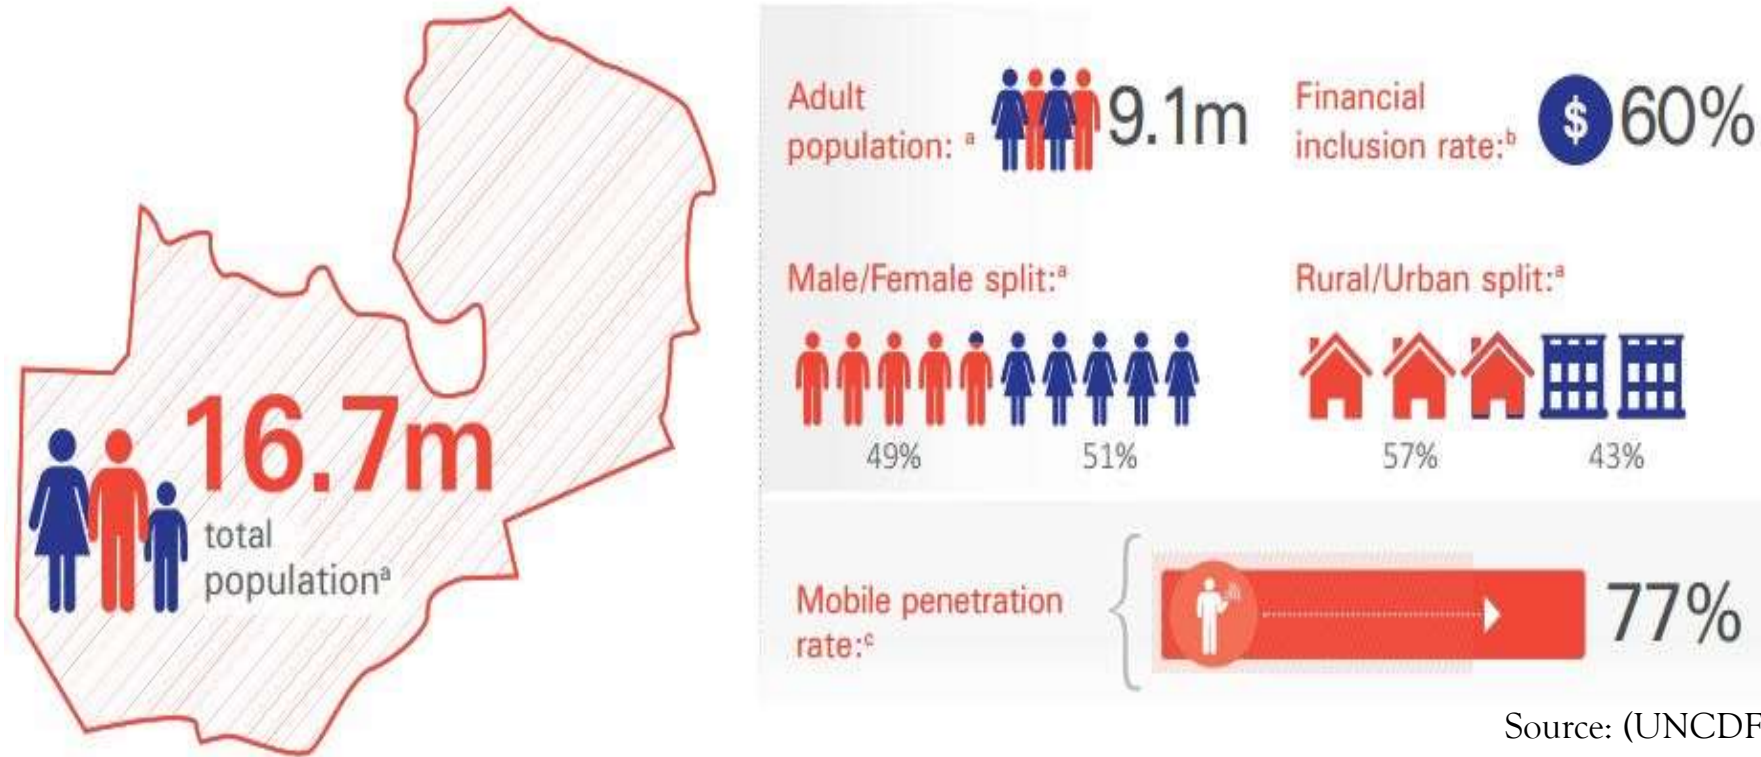 16.7m
total
population ᵃ
Adult
population: ᵃ
9.1m
Financial
inclusion rate:ᵇ
$
60%
Male/Female split:ᵃ
49% 51%
Rural/Urban split:ᵃ
57% 43%
Mobile penetration
rate:ᶜ
77%
Source: (UNCDF